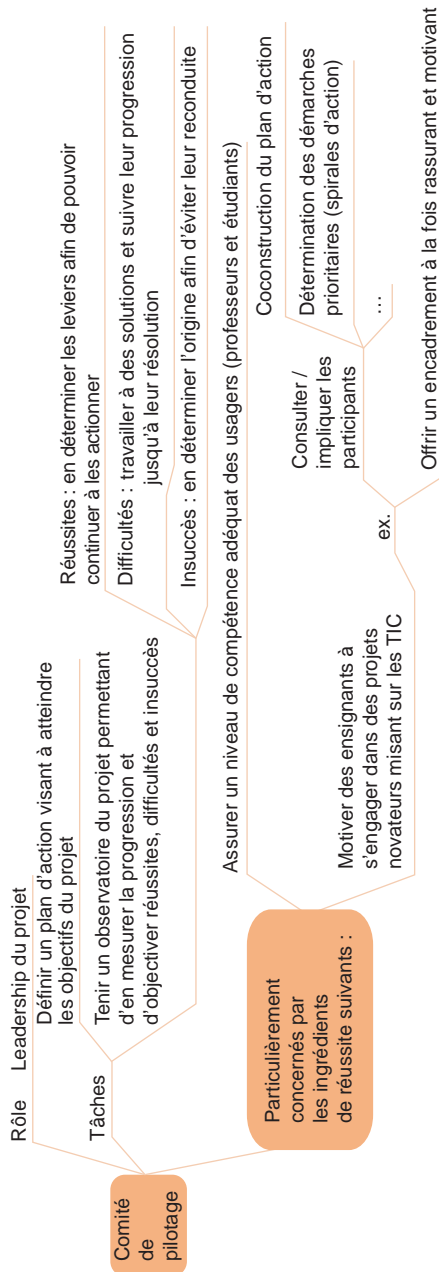 Comité
de
pilotage
Rôle
Leadership du projet
Tâches
Définir un plan d’action visant à atteindre
les objectifs du projet
Tenir un observatoire du projet permettant
d’en mesurer la progression et
d’objectiver réussites, difficultés et insuccès
Réussites : en déterminer les leviers afin de pouvoir
continuer à les actionner
Difficultés : travailler à des solutions et suivre leur progression
jusqu’à leur résolution
Insuccès : en déterminer l’origine afin d’éviter leur reconduite
Particulièrement
concernés par
les ingrédients
de réussite suivants :
Assurer un niveau de compétence adéquat des usagers (professeurs et étudiants)
Motiver des ensignants à
s’engager dans des projets
novateurs misant sur les TIC
ex.
Consulter /
impliquer les
participants
Coconstruction du plan d’action
Détermination des démarches
prioritaires (spirales d’action)
…
Offrir un encadrement à la fois rassurant et motivant